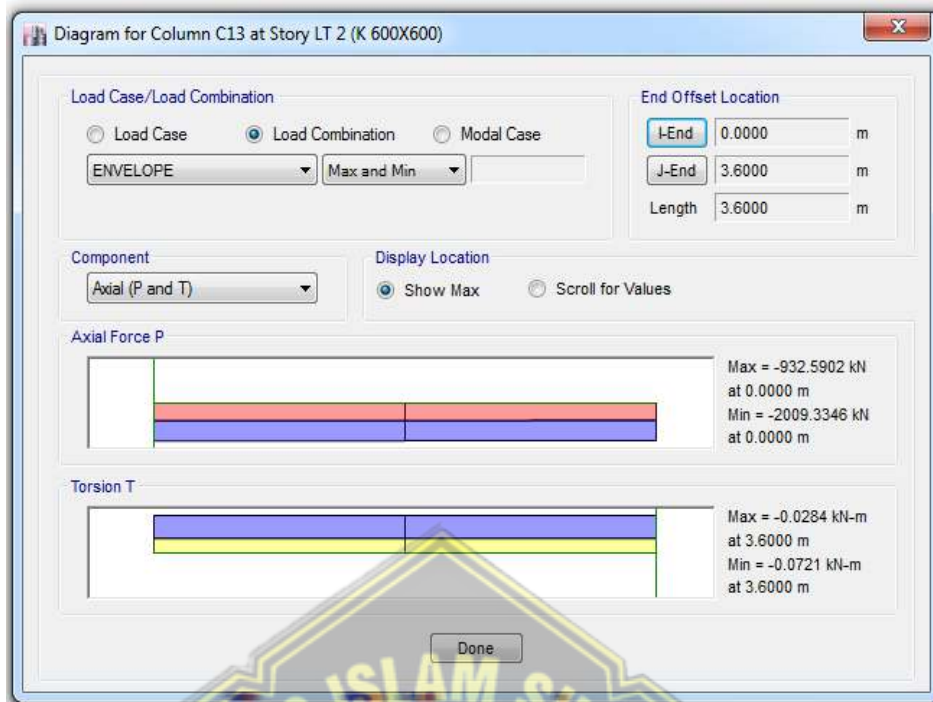 Diagram for Column C13 at Story LT 2 (K 600X600)
x
Load Case/Load Combination
Load Case Load Combination Modal Case
ENVELOPE Max and Min
End Offset Location
I-End 0.0000 m
J-End 3.6000 m
Length 3.6000 m
Component
Axial (P and T)
Display Location
Show Max Scroll for Values
Axial Force P
Max = -932.5902 kN
at 0.0000 m
Min = -2009.3346 kN
at 0.0000 m
Torsion T
Max = -0.0284 kN-m
at 3.6000 m
Min = -0.0721 kN-m
at 3.6000 m
Done
ISLAM